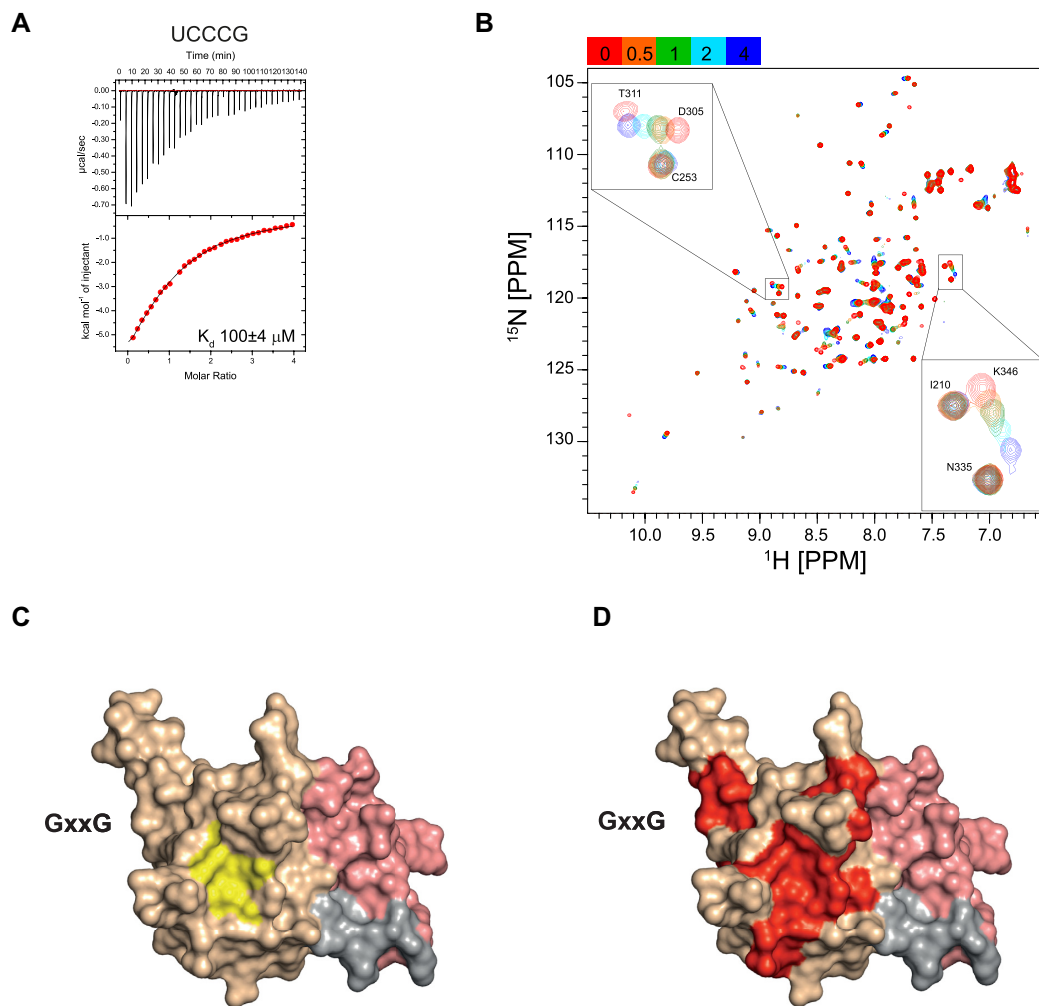 A
UCCCG
Time (min)
0 10 20 30 40 50 60 70 80 90 100 110 120 130 140
0.00
-0.10
-0.20
-0.30
-0.40
-0.50
-0.60
-0.70
µcal/sec
-1.0
-2.0
-3.0
-4.0
-5.0
kcal mol⁻¹ of injectant
Kd 100±4 µM
0 1 2 3 4
Molar Ratio
B
0 0.5 1 2 4
105
110
115
120
125
130
¹⁵N [PPM]
T311
D305
C253
K346
I210
N335
10.0 9.5 9.0 8.5 8.0 7.5 7.0
¹H [PPM]
C
GxxG
D
GxxG